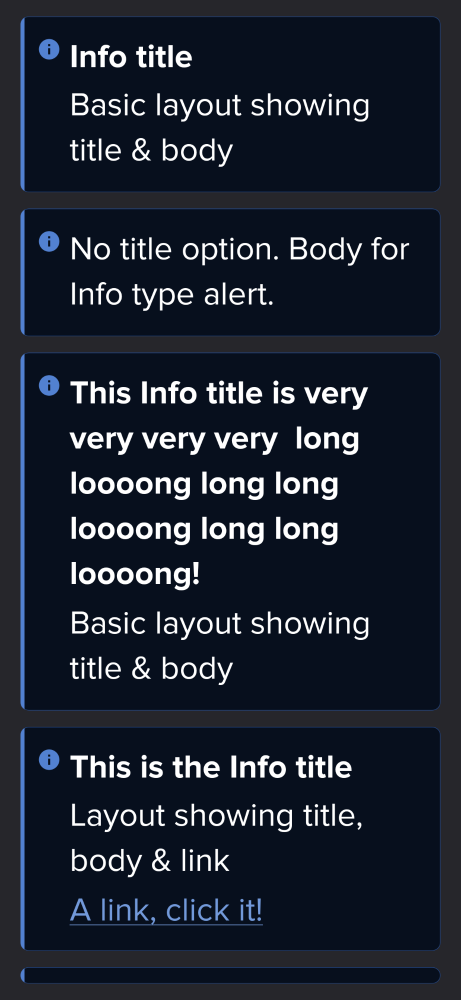 Info title
Basic layout showing
title & body
No title option. Body for
Info type alert.
This Info title is very
very very very  long
loooong long long
loooong long long
loooong!
Basic layout showing
title & body
This is the Info title
Layout showing title,
body & link
A link, click it!